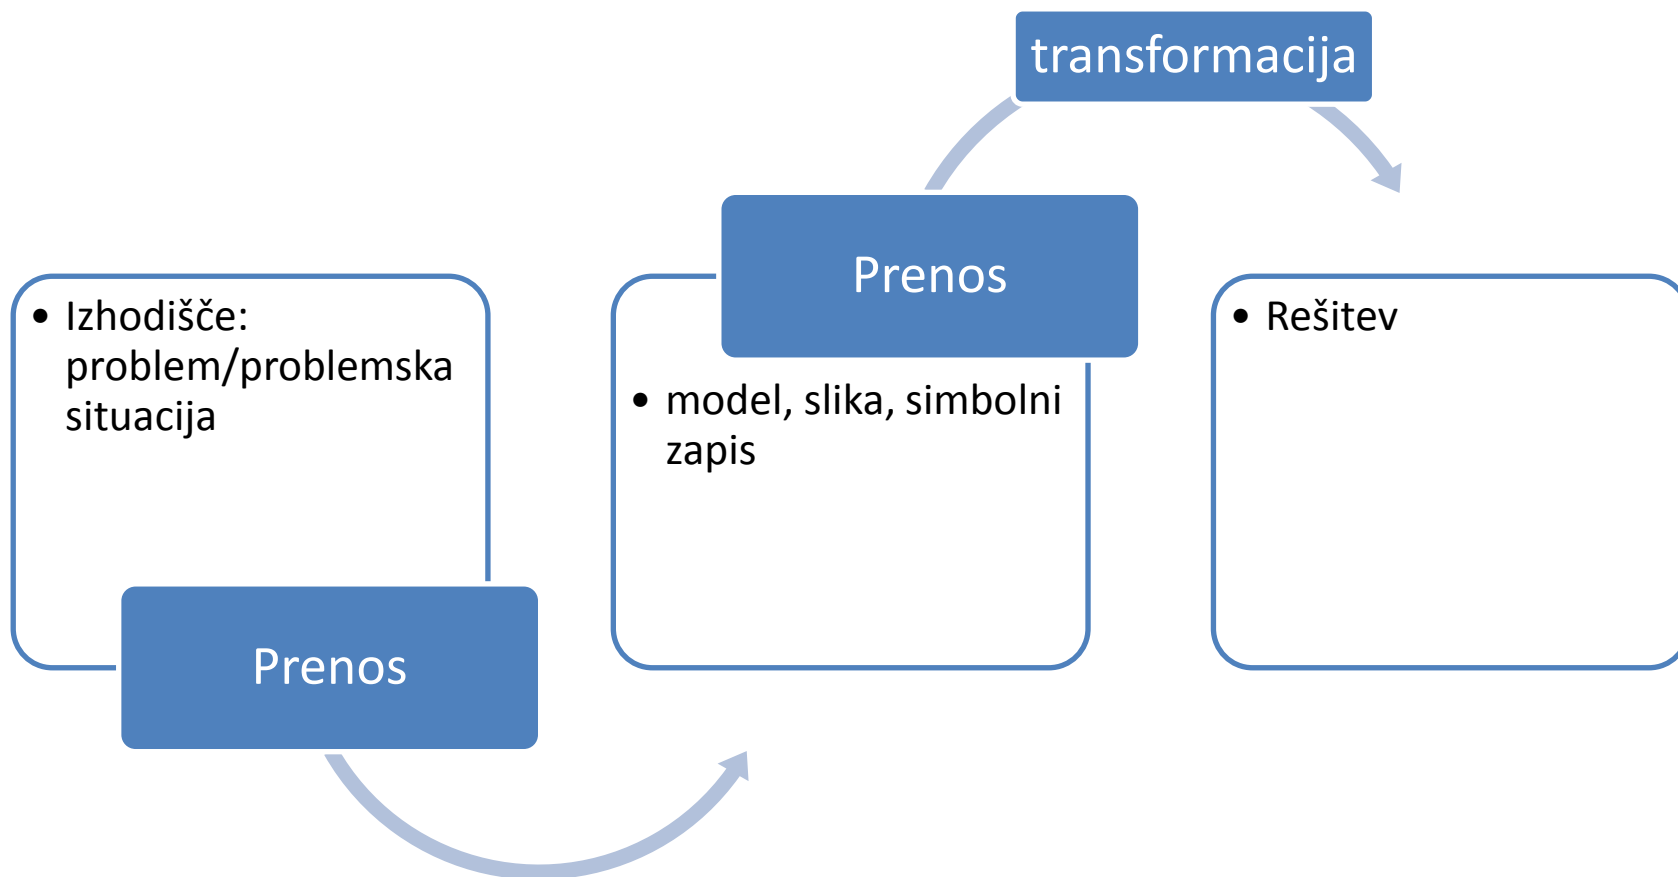 transformacija
Prenos
• Izhodišče:
problem/problemska
situacija
• model, slika, simbolni
zapis
• Rešitev
Prenos